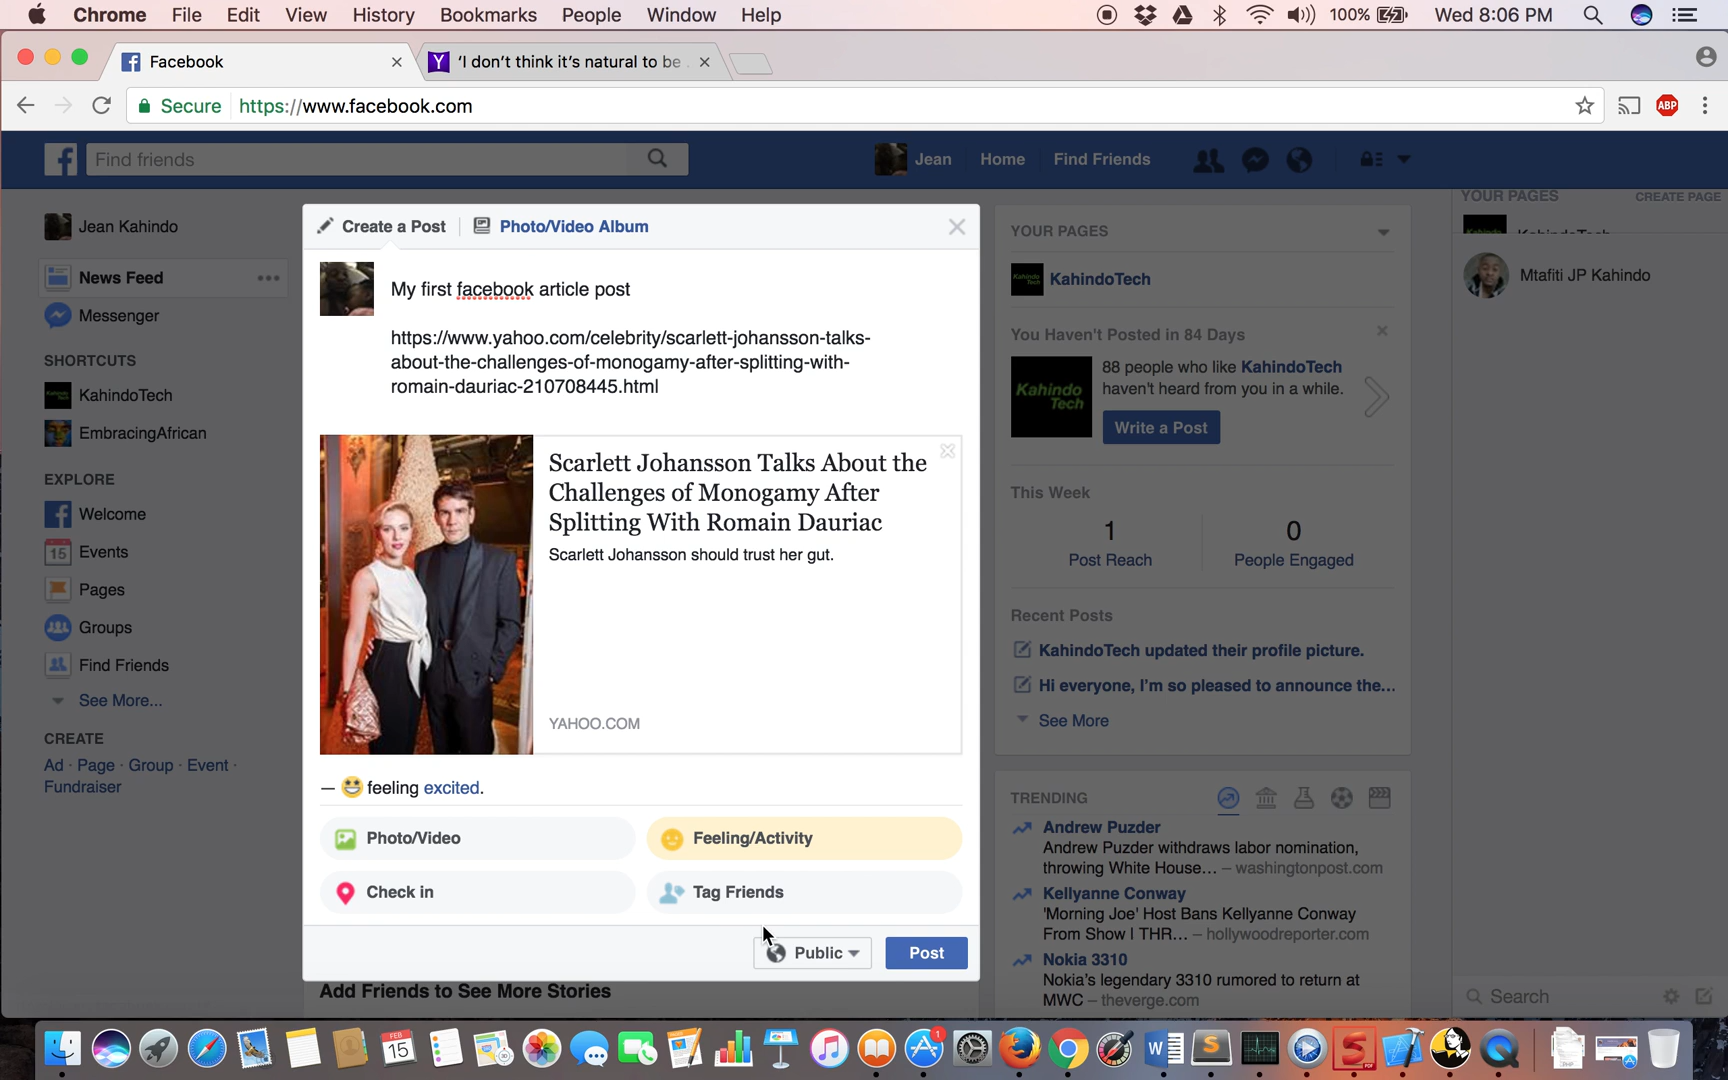 Chrome File Edit View History Bookmarks People Window Help 100% Wed 8:06 PM
Facebook 'I don't think it's natural to be
Secure https://www.facebook.com ABP
Find friends Jean Home Find Friends
Jean Kahindo
News Feed
Messenger
SHORTCUTS
KahindoTech
EmbracingAfrican
EXPLORE
Welcome
15 Events
Pages
Groups
Find Friends
See More...
CREATE
Ad · Page · Group · Event ·
Fundraiser
Create a Post Photo/Video Album
My first facebook article post
https://www.yahoo.com/celebrity/scarlett-johansson-talks-
about-the-challenges-of-monogamy-after-splitting-with-
romain-dauriac-210708445.html
Scarlett Johansson Talks About the
Challenges of Monogamy After
Splitting With Romain Dauriac
Scarlett Johansson should trust her gut.
YAHOO.COM
— feeling excited.
Photo/Video Feeling/Activity
Check in Tag Friends
Public Post
Add Friends to See More Stories
YOUR PAGES
KahindoTech
You Haven't Posted in 84 Days
Kahindo
Tech
88 people who like KahindoTech
haven't heard from you in a while.
Write a Post
This Week
1 0
Post Reach People Engaged
Recent Posts
KahindoTech updated their profile picture.
Hi everyone, I'm so pleased to announce the...
See More
TRENDING
Andrew Puzder
Andrew Puzder withdraws labor nomination,
throwing White House... – washingtonpost.com
Kellyanne Conway
'Morning Joe' Host Bans Kellyanne Conway
From Show | THR... – hollywoodreporter.com
Nokia 3310
Nokia's legendary 3310 rumored to return at
MWC – theverge.com
YOUR PAGES CREATE PAGE
KahindoTech
Mtafiti JP Kahindo
Search
FEB
15
1